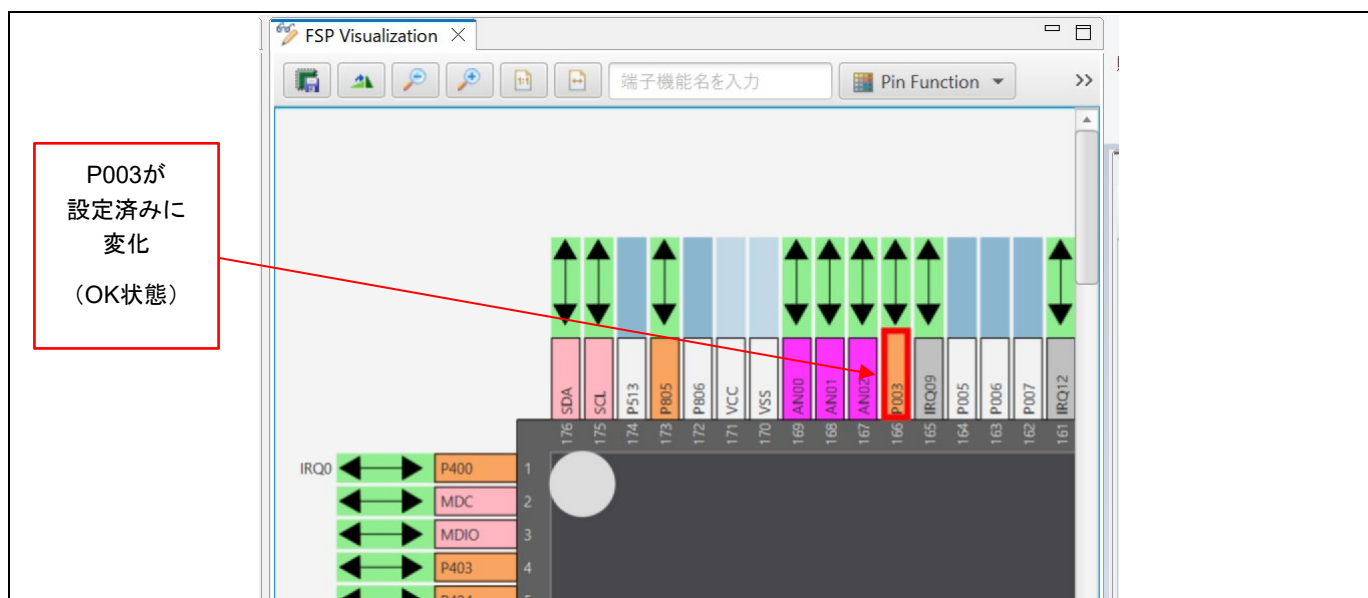 FSP Visualization
端子機能名を入力
Pin Function
P003が
設定済みに
変化
（OK状態）
SDA
SCL
P513
P805
P806
VCC
VSS
AN00
AN01
AN02
P003
IRQ09
P005
P006
P007
IRQ12
176
175
174
173
172
171
170
169
168
167
166
165
164
163
162
161
IRQ0 P400 1
MDC 2
MDIO 3
P403 4